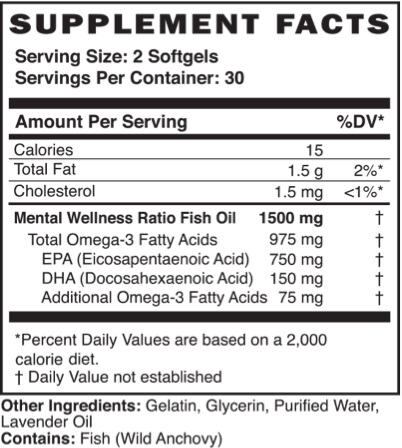 SUPPLEMENT FACTS
Serving Size: 2 Softgels
Servings Per Container: 30
Amount Per Serving %DV*
Calories 15
Total Fat 1.5 g 2%*
Cholesterol 1.5 mg <1%*
Mental Wellness Ratio Fish Oil 1500 mg †
Total Omega-3 Fatty Acids 975 mg †
EPA (Eicosapentaenoic Acid) 750 mg †
DHA (Docosahexaenoic Acid) 150 mg †
Additional Omega-3 Fatty Acids 75 mg †
*Percent Daily Values are based on a 2,000
calorie diet.
† Daily Value not established
Other Ingredients: Gelatin, Glycerin, Purified Water,
Lavender Oil
Contains: Fish (Wild Anchovy)